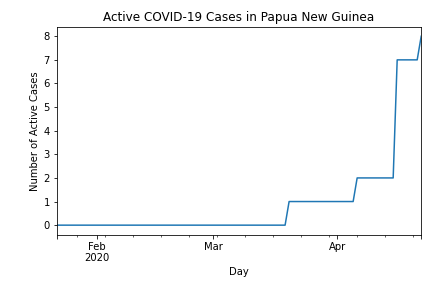 Active COVID-19 Cases in Papua New Guinea
8
7
6
5
4
3
2
1
0
Number of Active Cases
Feb
2020
Mar
Apr
Day